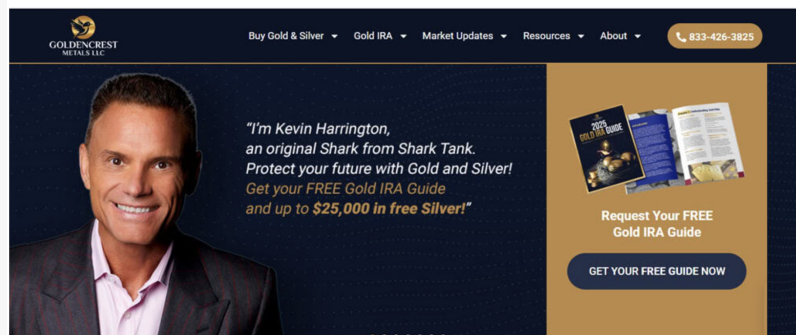 GOLDENCREST
METALS LLC
Buy Gold & Silver Gold IRA Market Updates Resources About 833-426-3825
“I'm Kevin Harrington,
an original Shark from Shark Tank.
Protect your future with Gold and Silver!
Get your FREE Gold IRA Guide
and up to $25,000 in free Silver!”
2025
GOLD IRA GUIDE
Request Your FREE
Gold IRA Guide
GET YOUR FREE GUIDE NOW